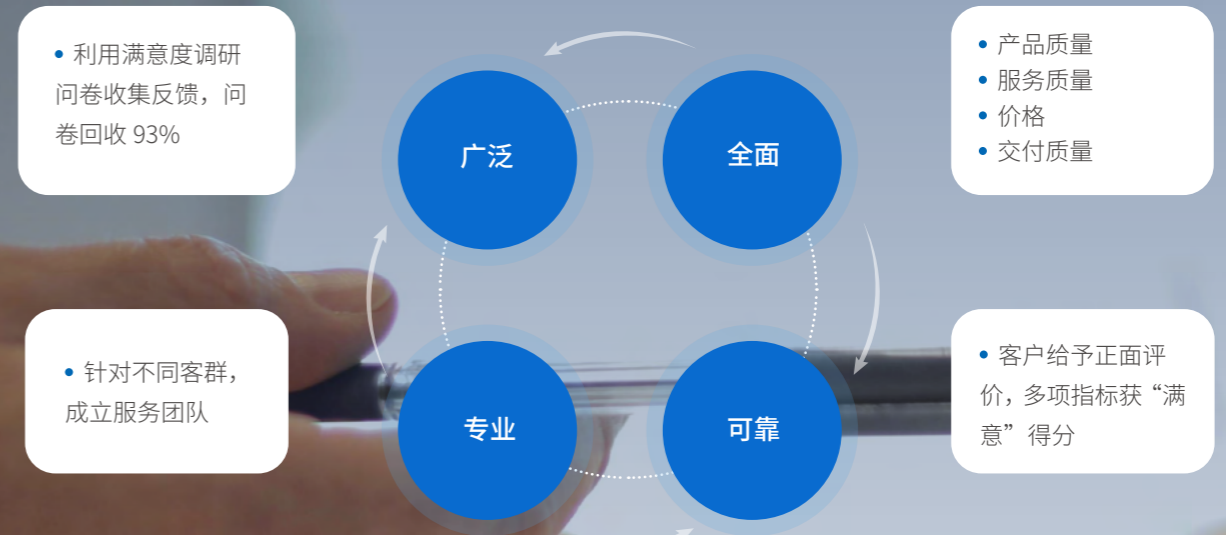 • 利用满意度调研
问卷收集反馈，问
卷回收 93%
广泛
全面
• 产品质量
• 服务质量
• 价格
• 交付质量
• 针对不同客群，
成立服务团队
专业
可靠
• 客户给予正面评
价，多项指标获“满
意”得分